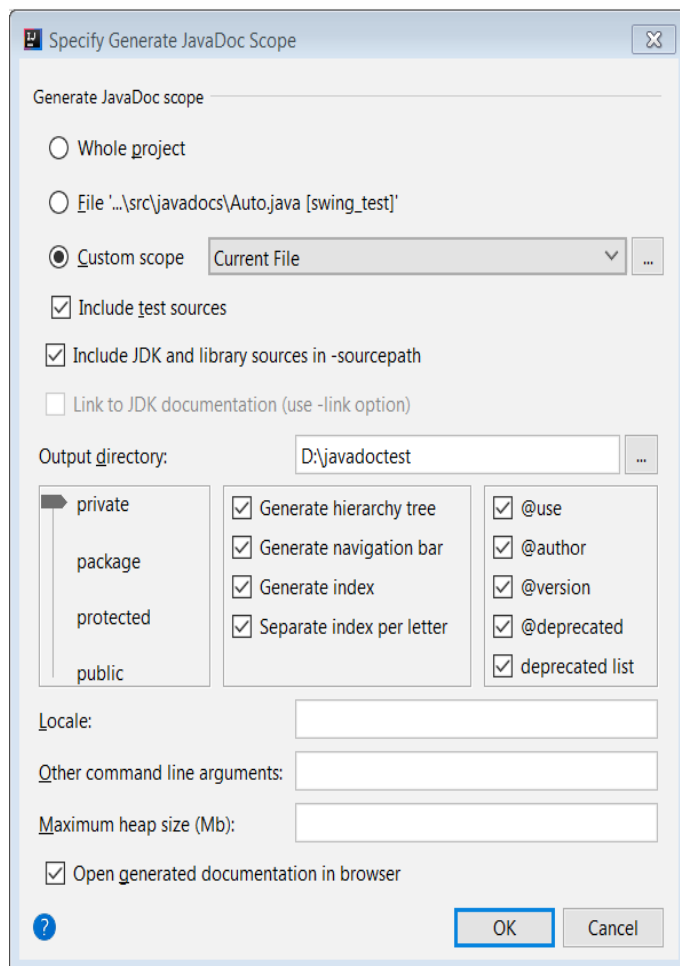 Specify Generate JavaDoc Scope
Generate JavaDoc scope
Whole project
File '...\src\javadocs\Auto.java [swing_test]'
Custom scope Current File ...
Include test sources
Include JDK and library sources in -sourcepath
Link to JDK documentation (use -link option)
Output directory: D:\javadoctest ...
private
package
protected
public
Generate hierarchy tree
Generate navigation bar
Generate index
Separate index per letter
@use
@author
@version
@deprecated
deprecated list
Locale:
Other command line arguments:
Maximum heap size (Mb):
Open generated documentation in browser
? OK Cancel